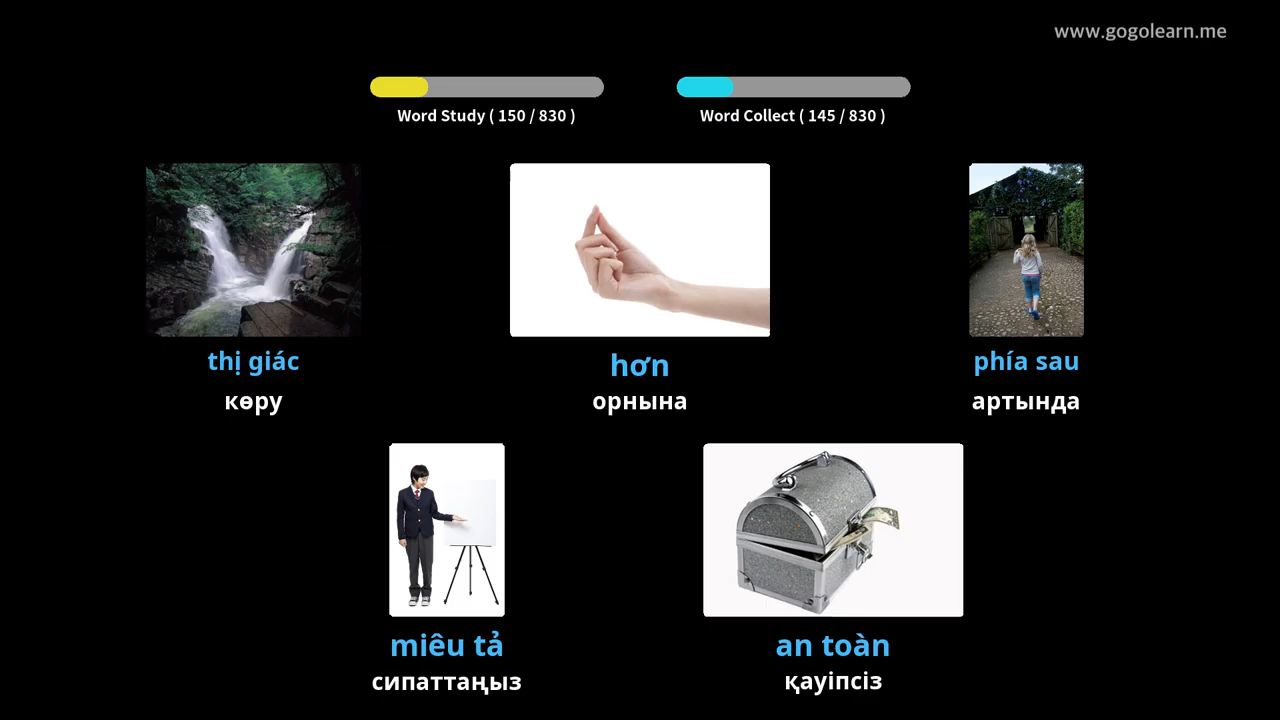 www.gogolearn.me
Word Study ( 150 / 830 )
Word Collect ( 145 / 830 )
thị giác
көру
hơn
орнына
phía sau
артында
miêu tả
сипаттаңыз
an toàn
қауіпсіз